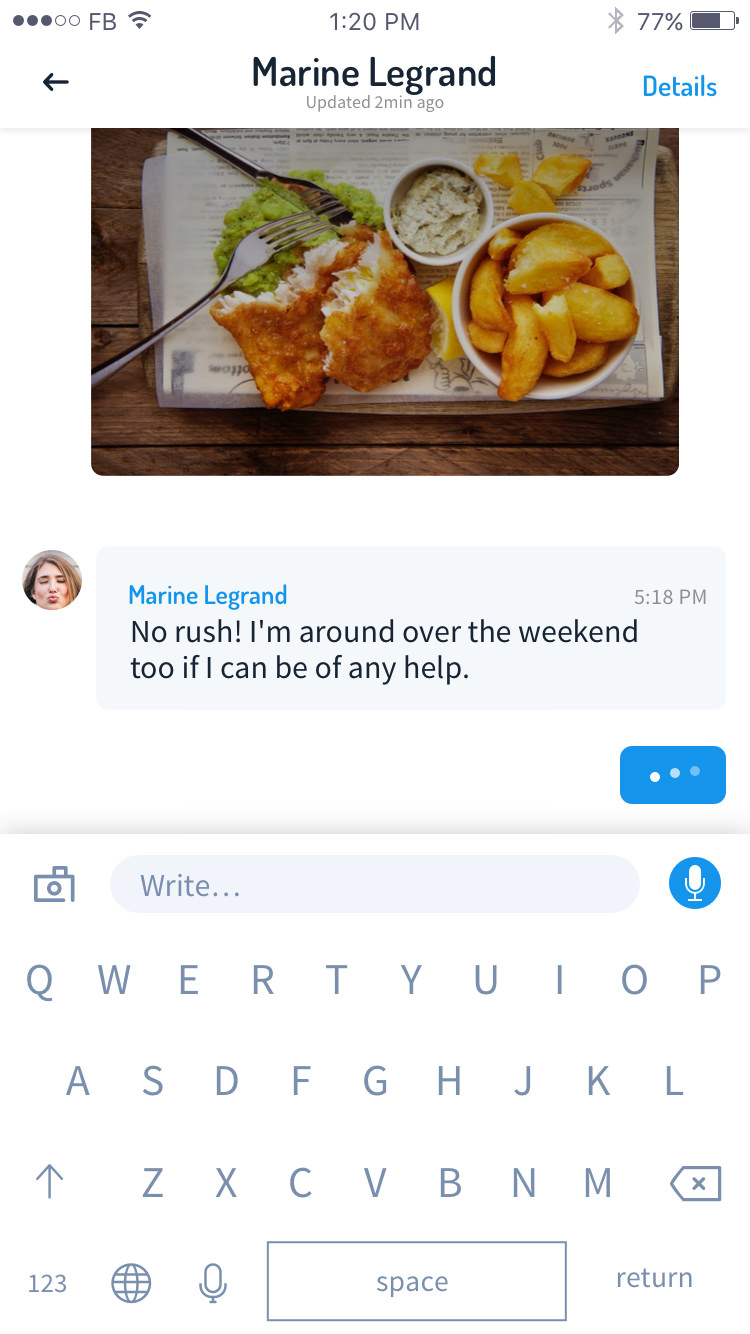 FB 1:20 PM 77%
Marine Legrand
Updated 2min ago
Details
Marine Legrand 5:18 PM
No rush! I'm around over the weekend
too if I can be of any help.
Write...
Q W E R T Y U I O P
A S D F G H J K L
Z X C V B N M
123 space return